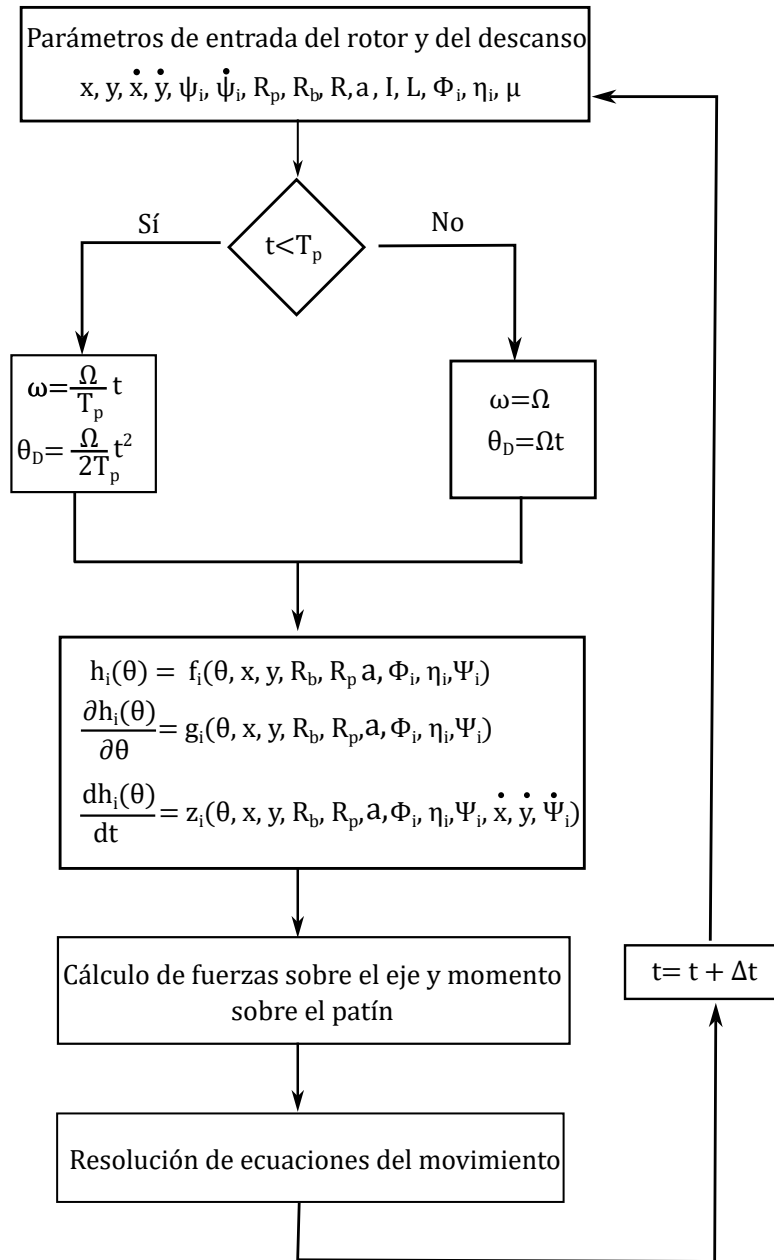 Parámetros de entrada del rotor y del descanso
x, y, ẋ, ẏ, ψᵢ, ψ̇ᵢ, Rₚ, R_b, R, a, I, L, Φᵢ, ηᵢ, μ
Sí
t<Tₚ
No
ω=Ω/Tₚ t
θ_D=Ω/2Tₚ t²
ω=Ω
θ_D=Ωt
hᵢ(θ) = fᵢ(θ, x, y, R_b, Rₚ a, Φᵢ, ηᵢ,Ψᵢ)
∂hᵢ(θ)/∂θ = gᵢ(θ, x, y, R_b, Rₚ,a,Φᵢ, ηᵢ,Ψᵢ)
dhᵢ(θ)/dt = zᵢ(θ, x, y, R_b, Rₚ,a,Φᵢ, ηᵢ,Ψᵢ, ẋ, ẏ, Ψ̇ᵢ)
Cálculo de fuerzas sobre el eje y momento
sobre el patín
t= t + Δt
Resolución de ecuaciones del movimiento